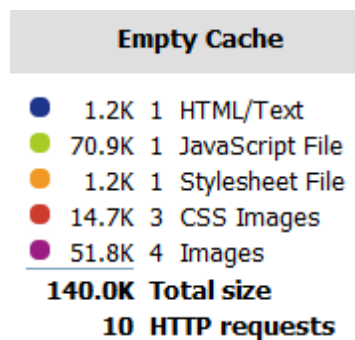 Empty Cache
1.2K 1 HTML/Text
70.9K 1 JavaScript File
1.2K 1 Stylesheet File
14.7K 3 CSS Images
51.8K 4 Images
140.0K Total size
10 HTTP requests